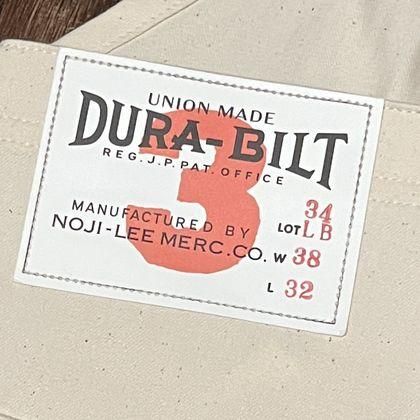 UNION MADE
DURA-BILT
REG.J.P.PAT.OFFICE
3
MANUFACTURED BY
NOJI-LEE MERC.CO.
34
LOT LB
W 38
L 32